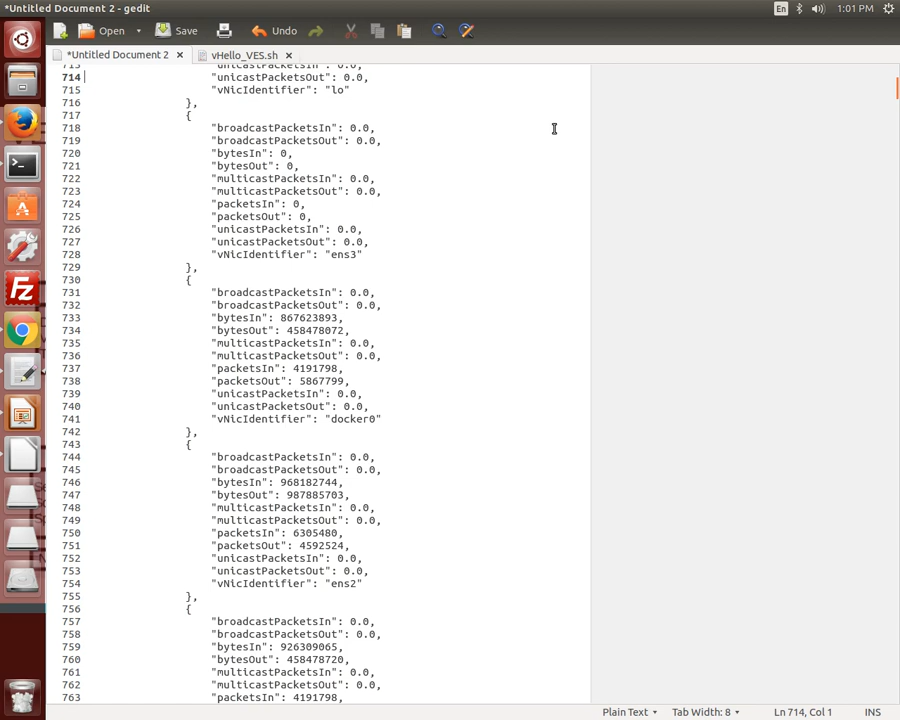 *Untitled Document 2 - gedit
En
1:01 PM
Open
Save
Undo
*Untitled Document 2 ×
vHello_VES.sh ×
713 "unicastPacketsIn": 0.0,
714 "unicastPacketsOut": 0.0,
715 "vNicIdentifier": "lo"
716 },
717 {
718 "broadcastPacketsIn": 0.0,
719 "broadcastPacketsOut": 0.0,
720 "bytesIn": 0,
721 "bytesOut": 0,
722 "multicastPacketsIn": 0.0,
723 "multicastPacketsOut": 0.0,
724 "packetsIn": 0,
725 "packetsOut": 0,
726 "unicastPacketsIn": 0.0,
727 "unicastPacketsOut": 0.0,
728 "vNicIdentifier": "ens3"
729 },
730 {
731 "broadcastPacketsIn": 0.0,
732 "broadcastPacketsOut": 0.0,
733 "bytesIn": 867623893,
734 "bytesOut": 458478072,
735 "multicastPacketsIn": 0.0,
736 "multicastPacketsOut": 0.0,
737 "packetsIn": 4191798,
738 "packetsOut": 5867799,
739 "unicastPacketsIn": 0.0,
740 "unicastPacketsOut": 0.0,
741 "vNicIdentifier": "docker0"
742 },
743 {
744 "broadcastPacketsIn": 0.0,
745 "broadcastPacketsOut": 0.0,
746 "bytesIn": 968182744,
747 "bytesOut": 987885703,
748 "multicastPacketsIn": 0.0,
749 "multicastPacketsOut": 0.0,
750 "packetsIn": 6305480,
751 "packetsOut": 4592524,
752 "unicastPacketsIn": 0.0,
753 "unicastPacketsOut": 0.0,
754 "vNicIdentifier": "ens2"
755 },
756 {
757 "broadcastPacketsIn": 0.0,
758 "broadcastPacketsOut": 0.0,
759 "bytesIn": 926309065,
760 "bytesOut": 458478720,
761 "multicastPacketsIn": 0.0,
762 "multicastPacketsOut": 0.0,
763 "packetsIn": 4191798,
Plain Text
Tab Width: 8
Ln 714, Col 1
INS